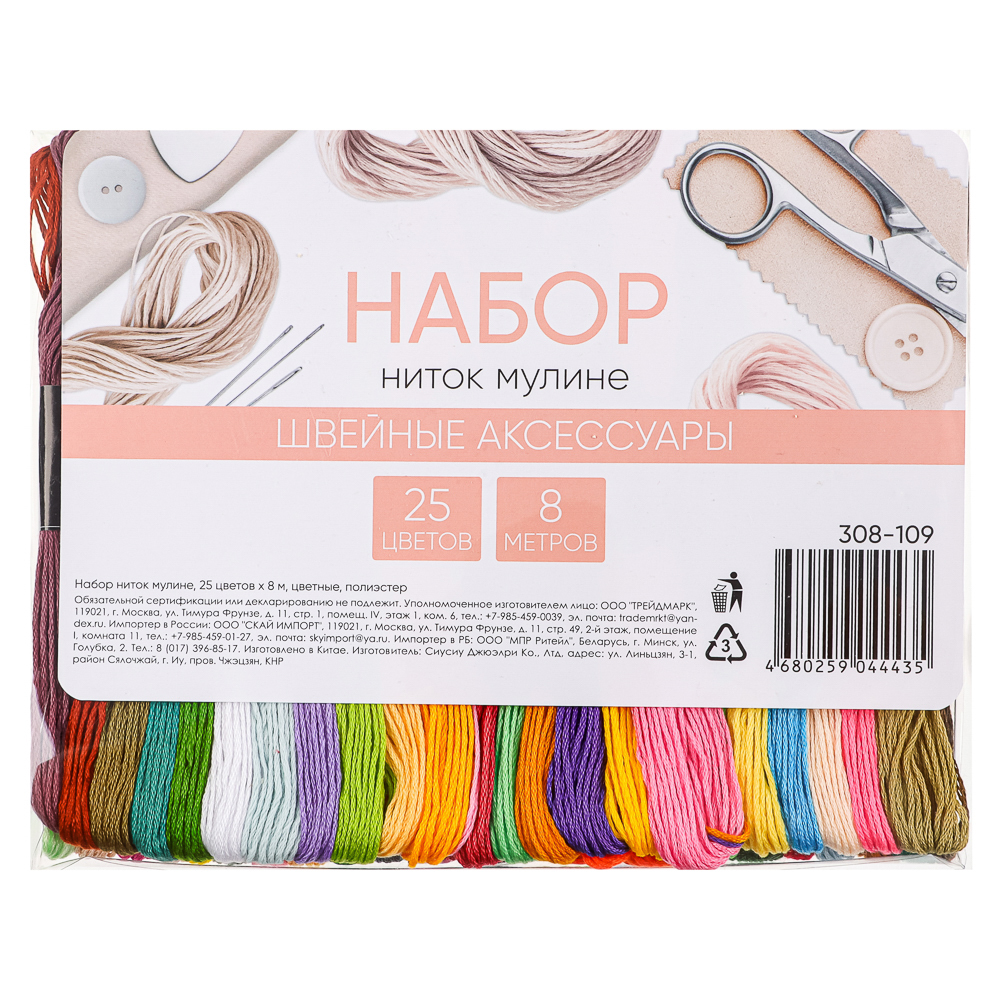 НАБОР
НИТОК МУЛИНЕ
ШВЕЙНЫЕ АКСЕССУАРЫ
25
ЦВЕТОВ
8
МЕТРОВ
308-109
Набор ниток мулине, 25 цветов х 8 м, цветные, полиэстер
Обязательной сертификации или декларированию не подлежит. Уполномоченное изготовителем лицо: ООО "ТРЕЙДМАРК",
119021, г. Москва, ул. Тимура Фрунзе, д. 11, стр. 1, помещ. IV, этаж 1, ком. 6, тел.: +7-985-459-0039, эл. почта: trademrkt@yan-
dex.ru. Импортер в России: ООО "СКАЙ ИМПОРТ", 119021, г. Москва, ул. Тимура Фрунзе, д. 11, стр. 49, 2-й этаж, помещение
I, комната 11, тел.: +7-985-459-01-27, эл. почта: skyimport@ya.ru. Импортер в РБ: ООО "МПР Ритейл", Беларусь, г. Минск, ул.
Голубка, 2. Тел.: 8 (017) 396-85-17. Изготовлено в Китае. Изготовитель: Сиусиу Джюэлри Ко., Лтд, адрес: ул. Линьцзян, 3-1,
район Сялочжай, г. Иу, пров. Чжэцзян, КНР
3
4 680259 044435